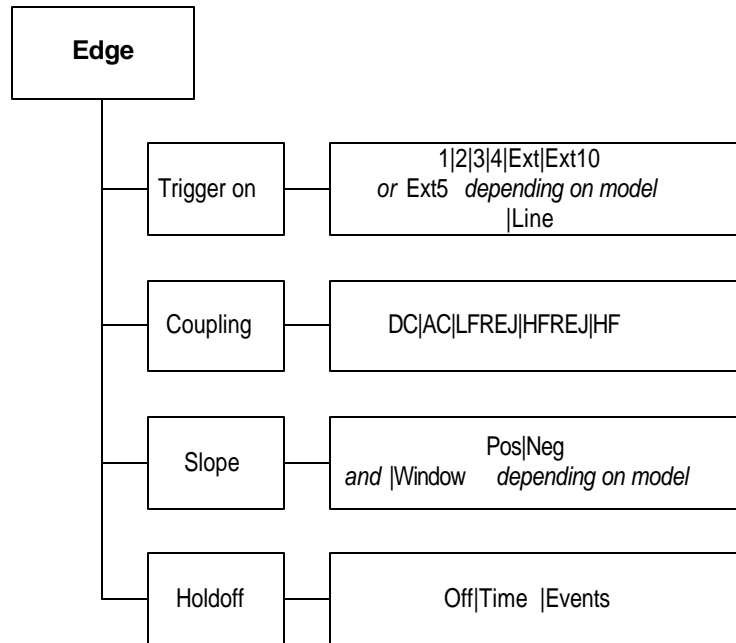 Edge
Trigger on
1|2|3|4|Ext|Ext10
or Ext5 depending on model
|Line
Coupling
DC|AC|LFREJ|HFREJ|HF
Slope
Pos|Neg
and |Window depending on model
Holdoff
Off|Time |Events